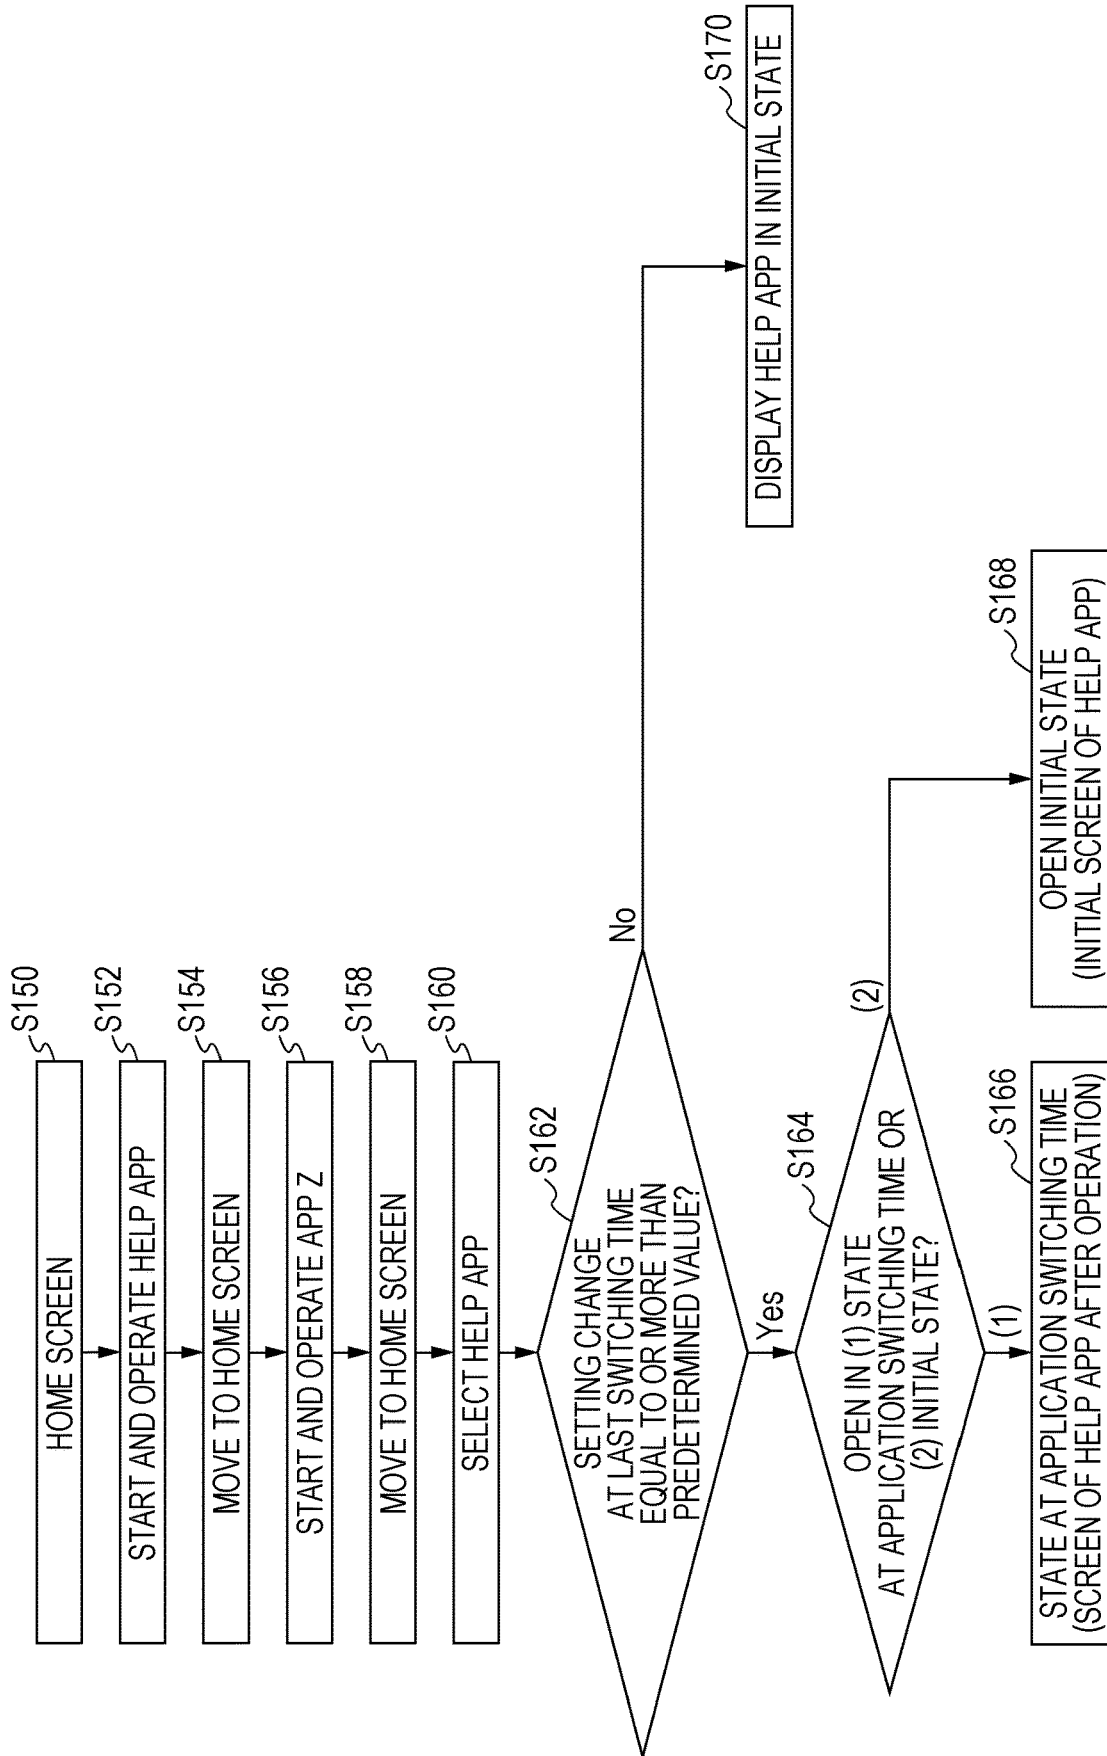 S150
HOME SCREEN
S152
START AND OPERATE HELP APP
S154
MOVE TO HOME SCREEN
S156
START AND OPERATE APP Z
S158
MOVE TO HOME SCREEN
S160
SELECT HELP APP
S162
SETTING CHANGE
AT LAST SWITCHING TIME
EQUAL TO OR MORE THAN
PREDETERMINED VALUE?
No
Yes
S170
DISPLAY HELP APP IN INITIAL STATE
S164
OPEN IN (1) STATE
AT APPLICATION SWITCHING TIME OR
(2) INITIAL STATE?
(2)
(1)
S166
STATE AT APPLICATION SWITCHING TIME
(SCREEN OF HELP APP AFTER OPERATION)
S168
OPEN INITIAL STATE
(INITIAL SCREEN OF HELP APP)